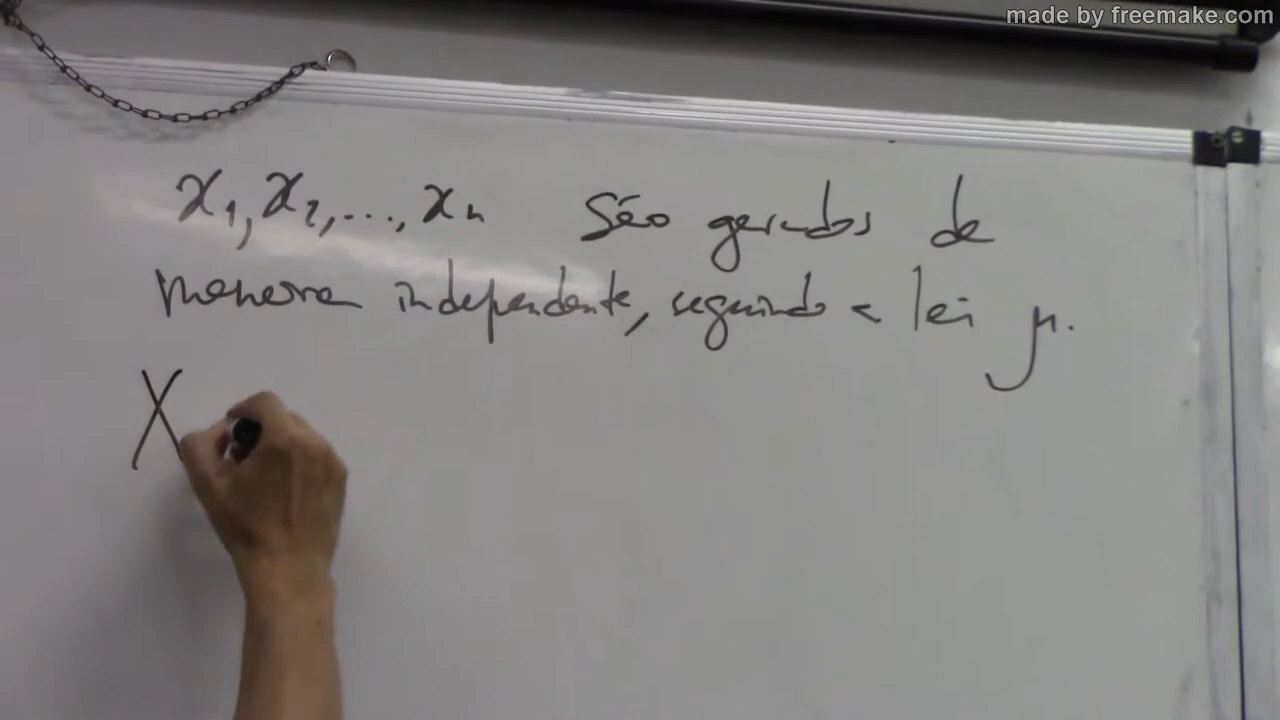 made by freemake.com
x₁, x₂, ..., xₙ são gerados de
maneira independente, seguindo a lei μ.
X